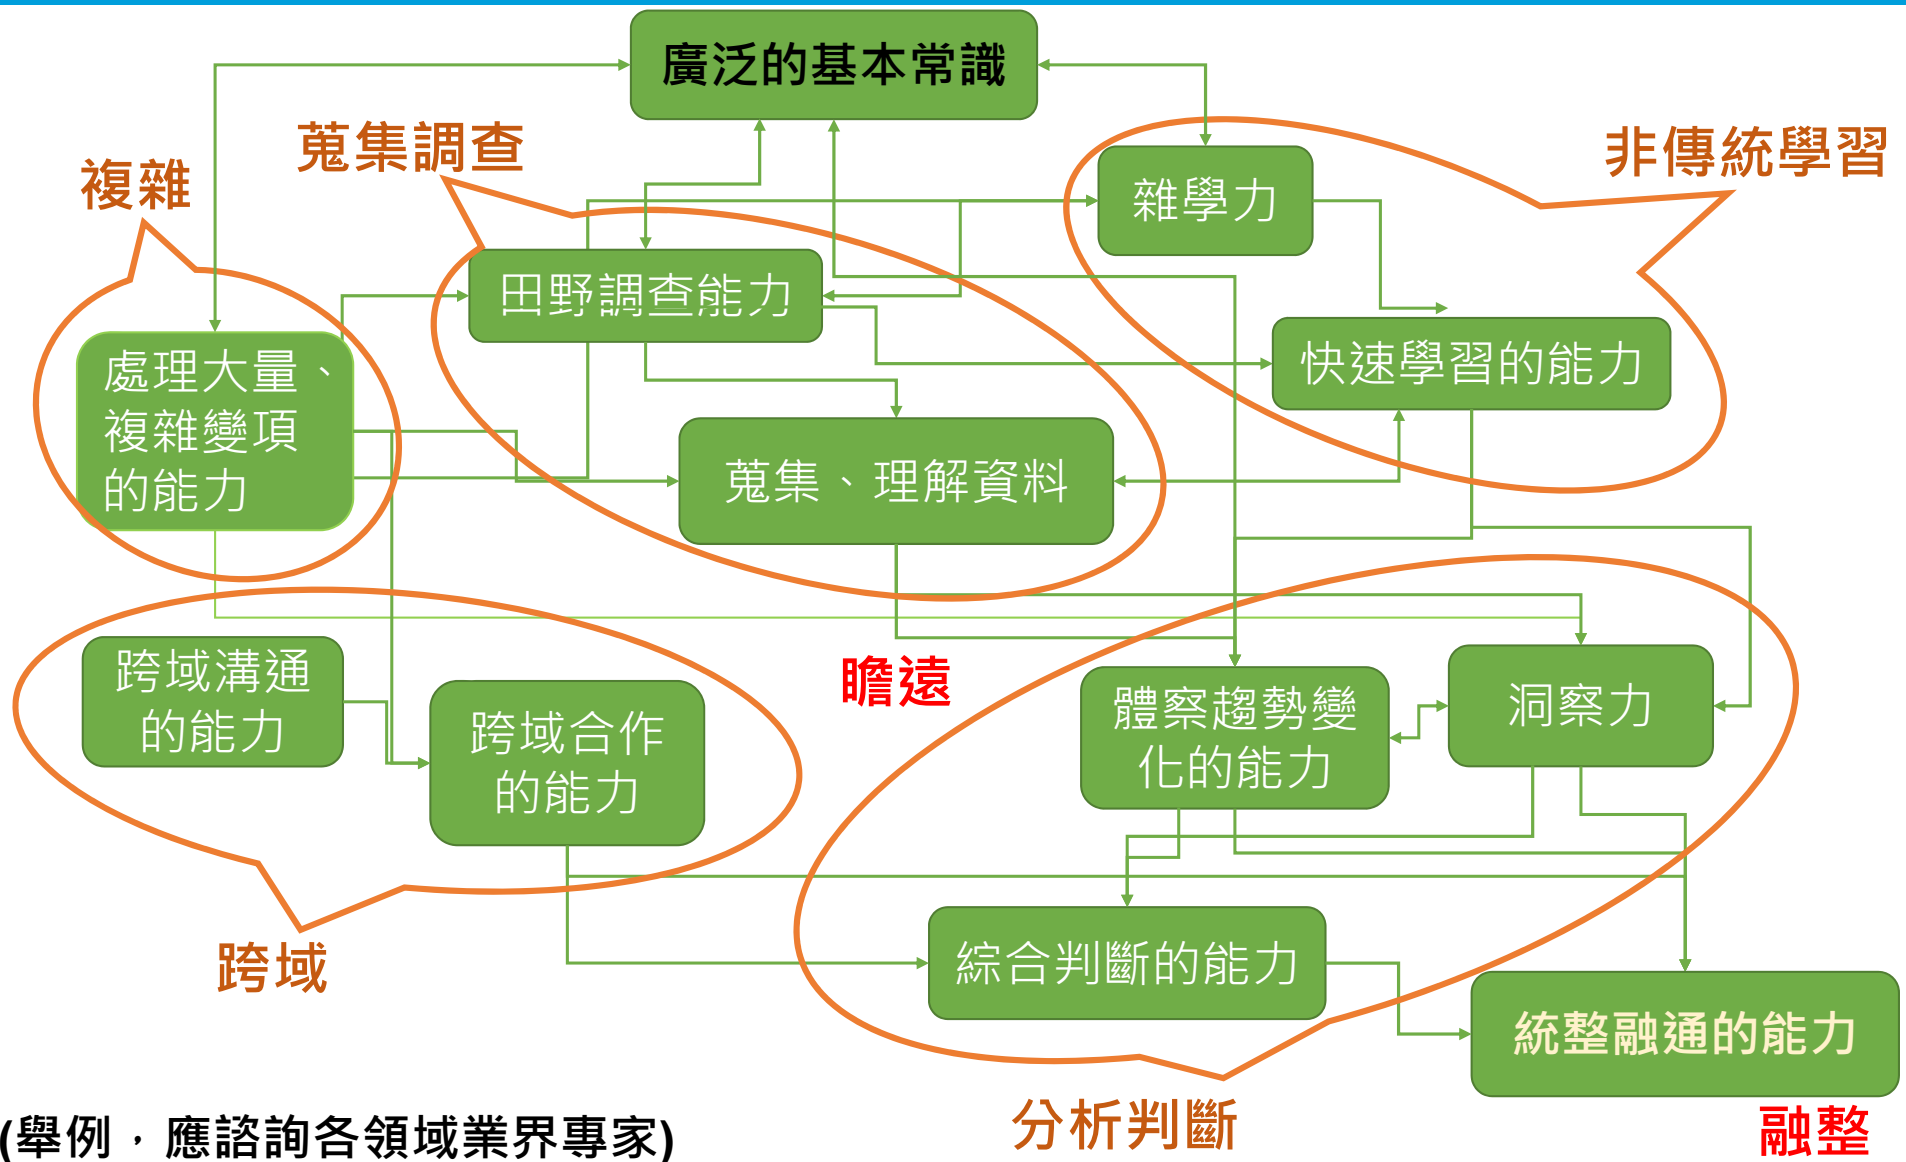 廣泛的基本常識
蒐集調查
非傳統學習
複雜
雜學力
田野調查能力
快速學習的能力
處理大量、
複雜變項
的能力
蒐集、理解資料
跨域溝通
的能力
瞻遠
跨域合作
的能力
體察趨勢變
化的能力
洞察力
跨域
綜合判斷的能力
統整融通的能力
分析判斷
融整
(舉例，應諮詢各領域業界專家)